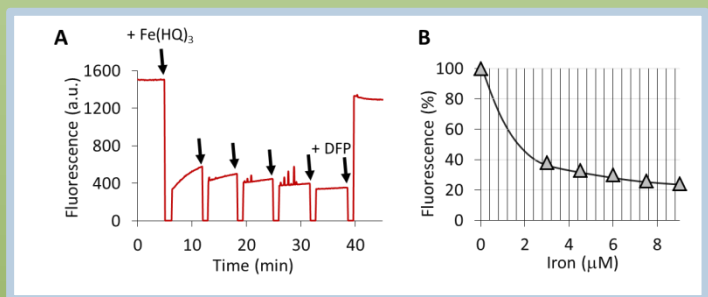 A
+ Fe(HQ)₃
Fluorescence (a.u.)
1600
1200
800
400
0
+ DFP
0
10
20
30
40
Time (min)
B
Fluorescence (%)
100
80
60
40
20
0
0
2
4
6
8
Iron (μM)